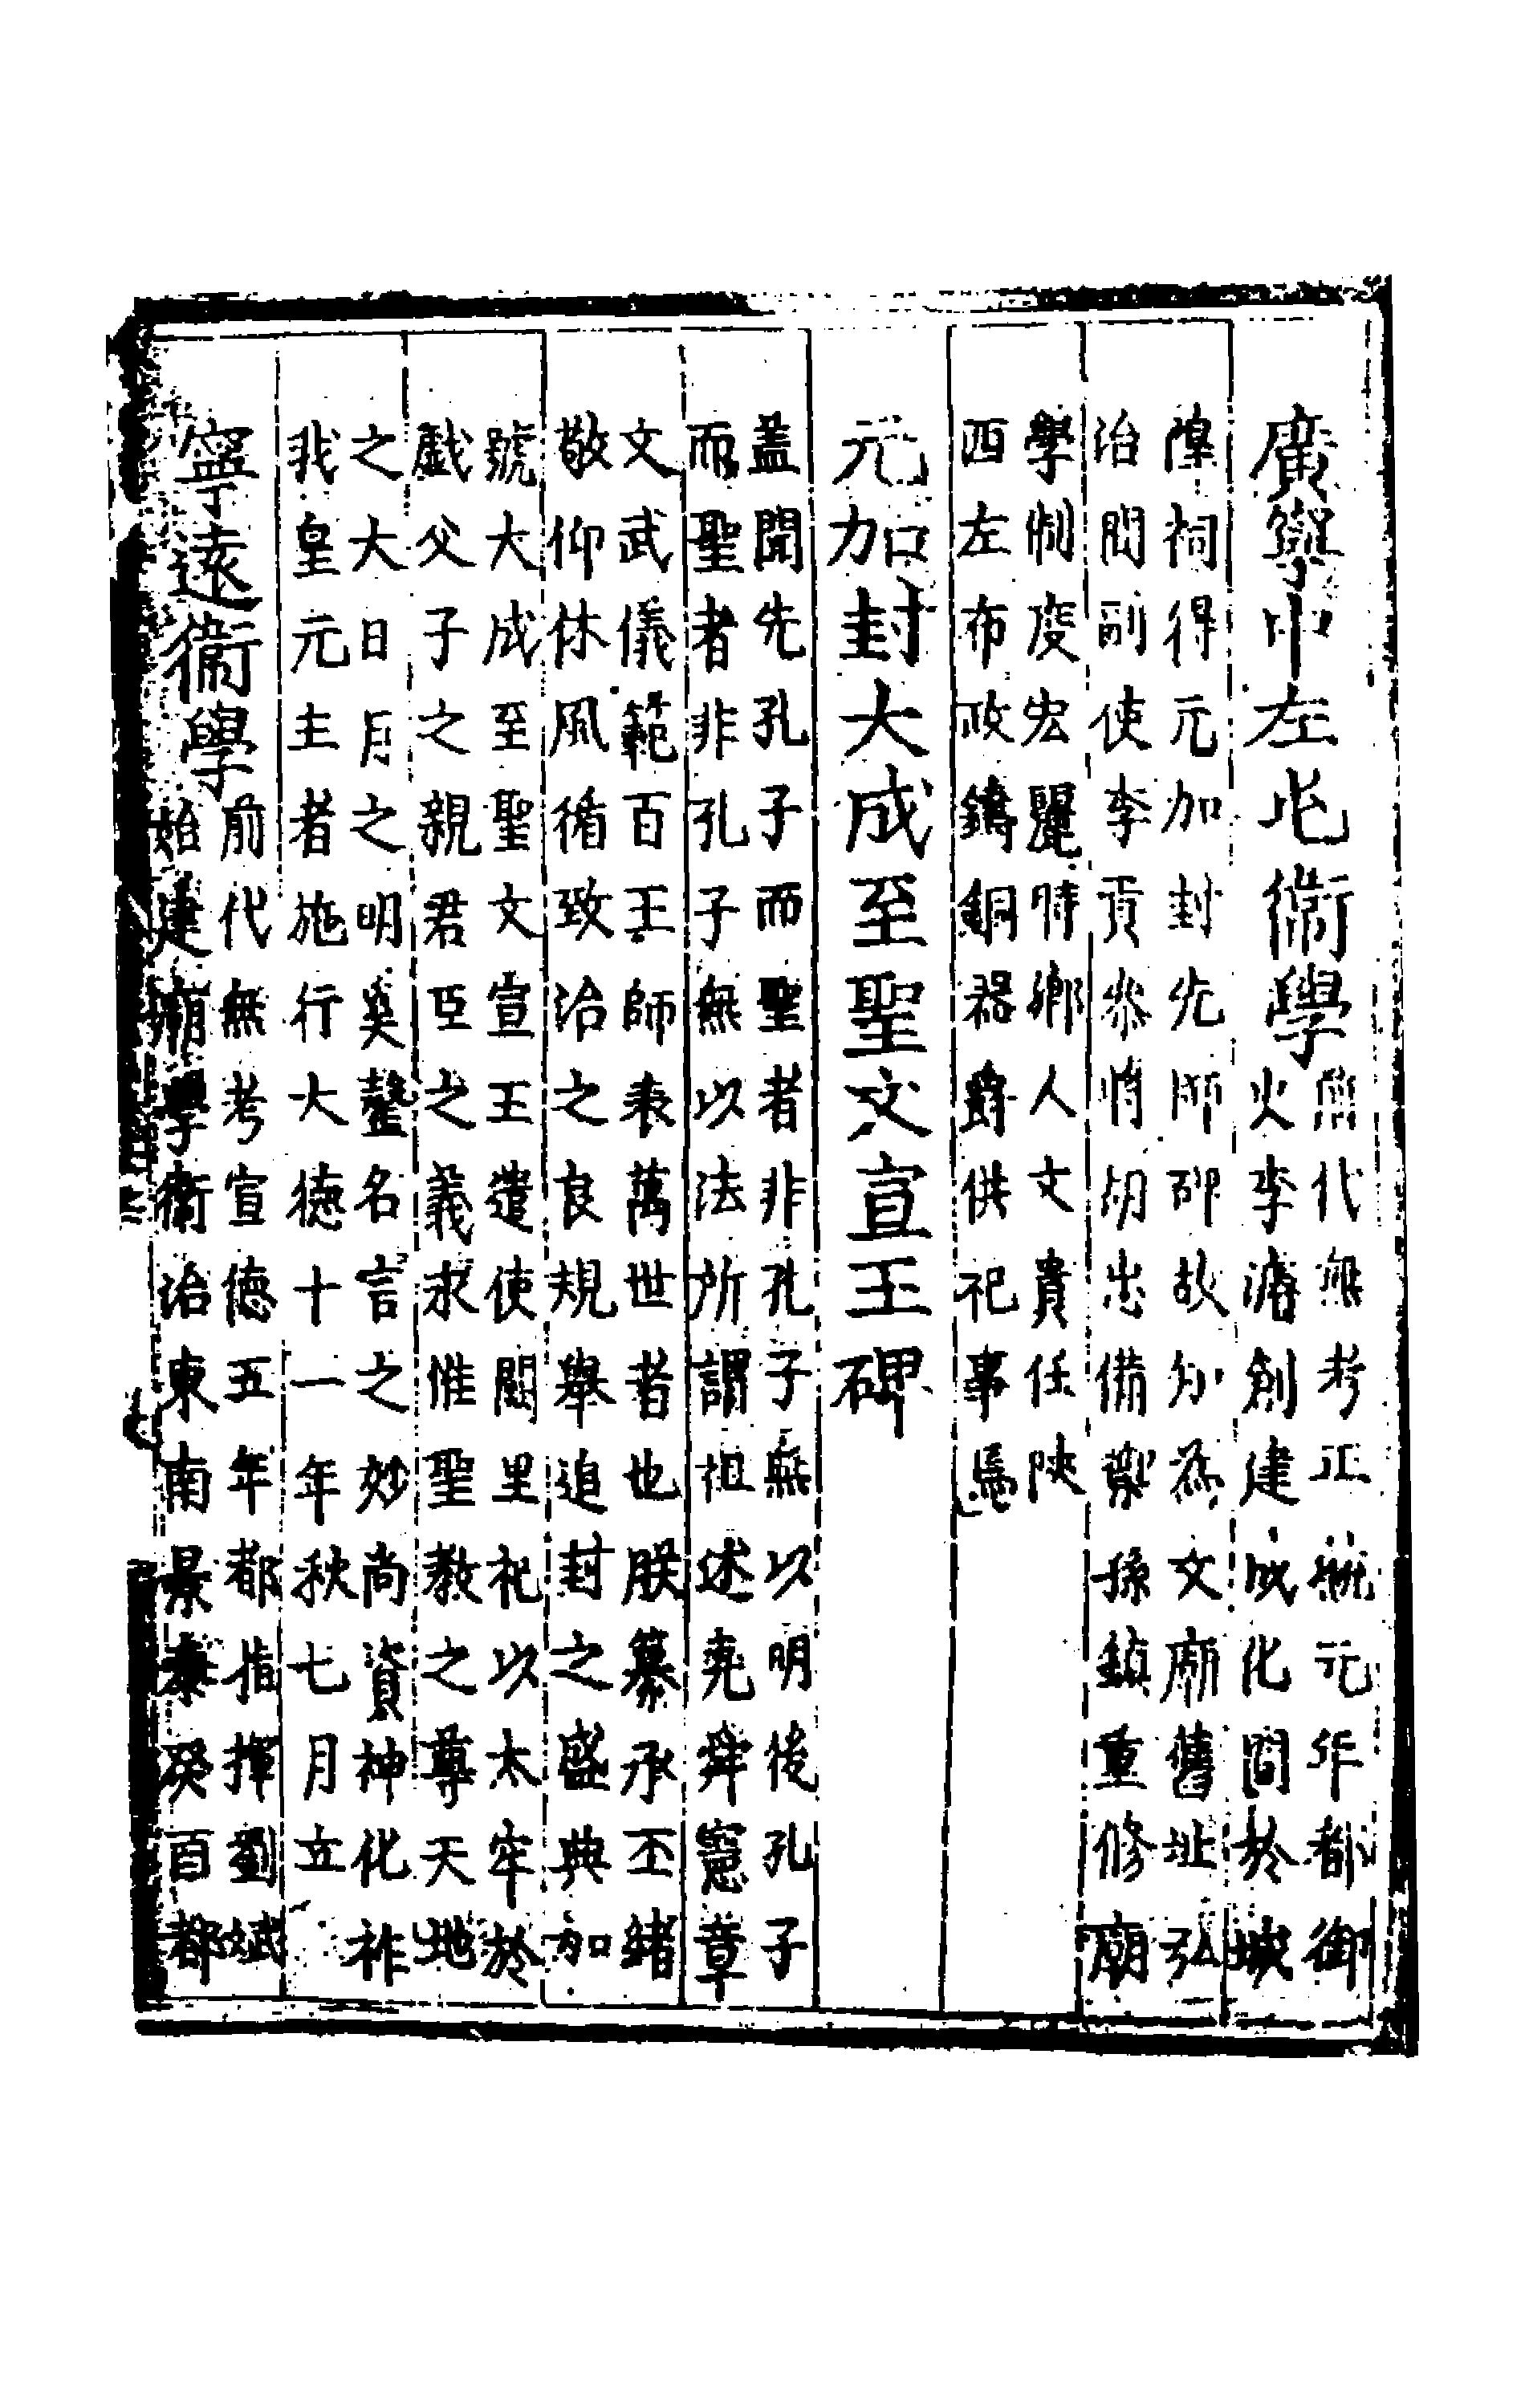 廣寧中左屯衛學
前代無考正統元年都御
火李濬創建成化間於城
隍祠得元加封先師碑故知為文廟舊址弘
治間副使李貢參將胡忠備禦孫鎮重修廟
學制度宏麗時鄉人文貴任陝
西左布政鑄銅器爵供祀事焉
元加封大成至聖文宣王碑
盖聞先孔子而聖者非孔子無以明後孔子
而聖者非孔子無以法所謂祖述堯舜憲章
文武儀範百王師表萬世者也朕纂承丕緒
敬仰休風循致治之良規舉追封之盛典加
號大成至聖文宣王遣使闕里祀以太牢於
戯父子之親君臣之義求惟聖教之尊天地
之大日月之明奚罄名言之妙尚資神化祚
我皇元主者施行大徳十一年秋七月立
寧遠衞學
前代無考宣德五年都指揮劉斌
始建廟學衞治東南景泰癸酉都